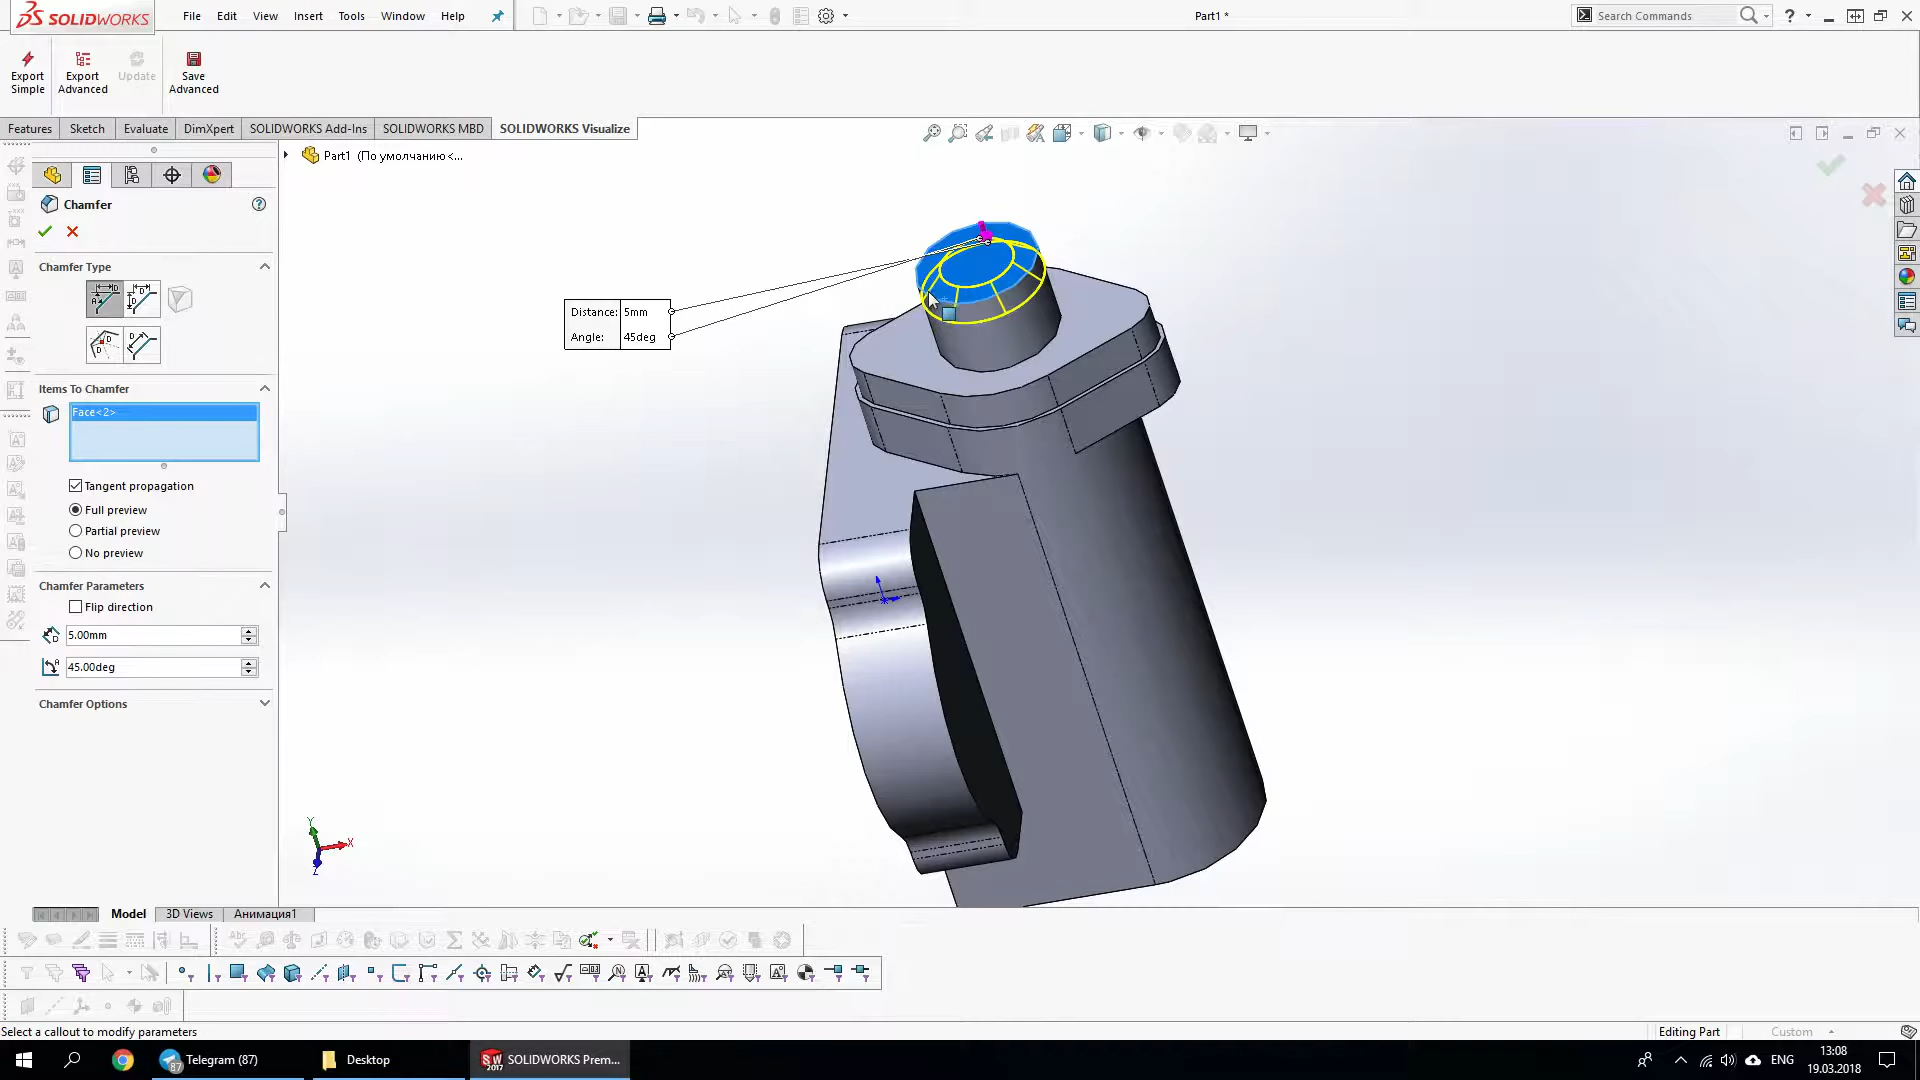 SOLIDWORKS
File Edit View Insert Tools Window Help
Part1 *
Search Commands
?
Export Simple
Export Advanced
Update
Save Advanced
Features Sketch Evaluate DimXpert SOLIDWORKS Add-Ins SOLIDWORKS MBD SOLIDWORKS Visualize
Part1 (По умолчанию<...
Chamfer
?
Chamfer Type
Distance: 5mm
Angle: 45deg
Items To Chamfer
Face<2>
Tangent propagation
Full preview
Partial preview
No preview
Chamfer Parameters
Flip direction
5.00mm
45.00deg
Chamfer Options
Y
X
Z
Model 3D Views Анимация1
Select a callout to modify parameters
Editing Part
Custom
Telegram (87)
87
Desktop
SW 2017
SOLIDWORKS Prem...
ENG
13:08
19.03.2018